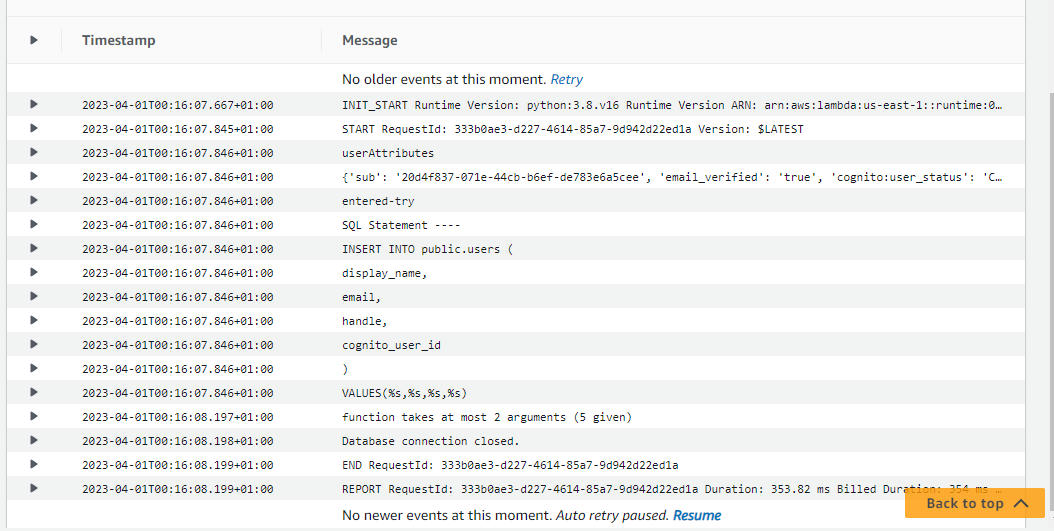 Timestamp Message
No older events at this moment. Retry
2023-04-01T00:16:07.667+01:00 INIT_START Runtime Version: python:3.8.v16 Runtime Version ARN: arn:aws:lambda:us-east-1::runtime:0…
2023-04-01T00:16:07.845+01:00 START RequestId: 333b0ae3-d227-4614-85a7-9d942d22ed1a Version: $LATEST
2023-04-01T00:16:07.846+01:00 userAttributes
2023-04-01T00:16:07.846+01:00 {'sub': '20d4f837-071e-44cb-b6ef-de783e6a5cee', 'email_verified': 'true', 'cognito:user_status': 'C…
2023-04-01T00:16:07.846+01:00 entered-try
2023-04-01T00:16:07.846+01:00 SQL Statement ----
2023-04-01T00:16:07.846+01:00 INSERT INTO public.users (
2023-04-01T00:16:07.846+01:00 display_name,
2023-04-01T00:16:07.846+01:00 email,
2023-04-01T00:16:07.846+01:00 handle,
2023-04-01T00:16:07.846+01:00 cognito_user_id
2023-04-01T00:16:07.846+01:00 )
2023-04-01T00:16:07.846+01:00 VALUES(%s,%s,%s,%s)
2023-04-01T00:16:08.197+01:00 function takes at most 2 arguments (5 given)
2023-04-01T00:16:08.198+01:00 Database connection closed.
2023-04-01T00:16:08.199+01:00 END RequestId: 333b0ae3-d227-4614-85a7-9d942d22ed1a
2023-04-01T00:16:08.199+01:00 REPORT RequestId: 333b0ae3-d227-4614-85a7-9d942d22ed1a Duration: 353.82 ms Billed Duration: 354 ms …
Back to top
No newer events at this moment. Auto retry paused. Resume